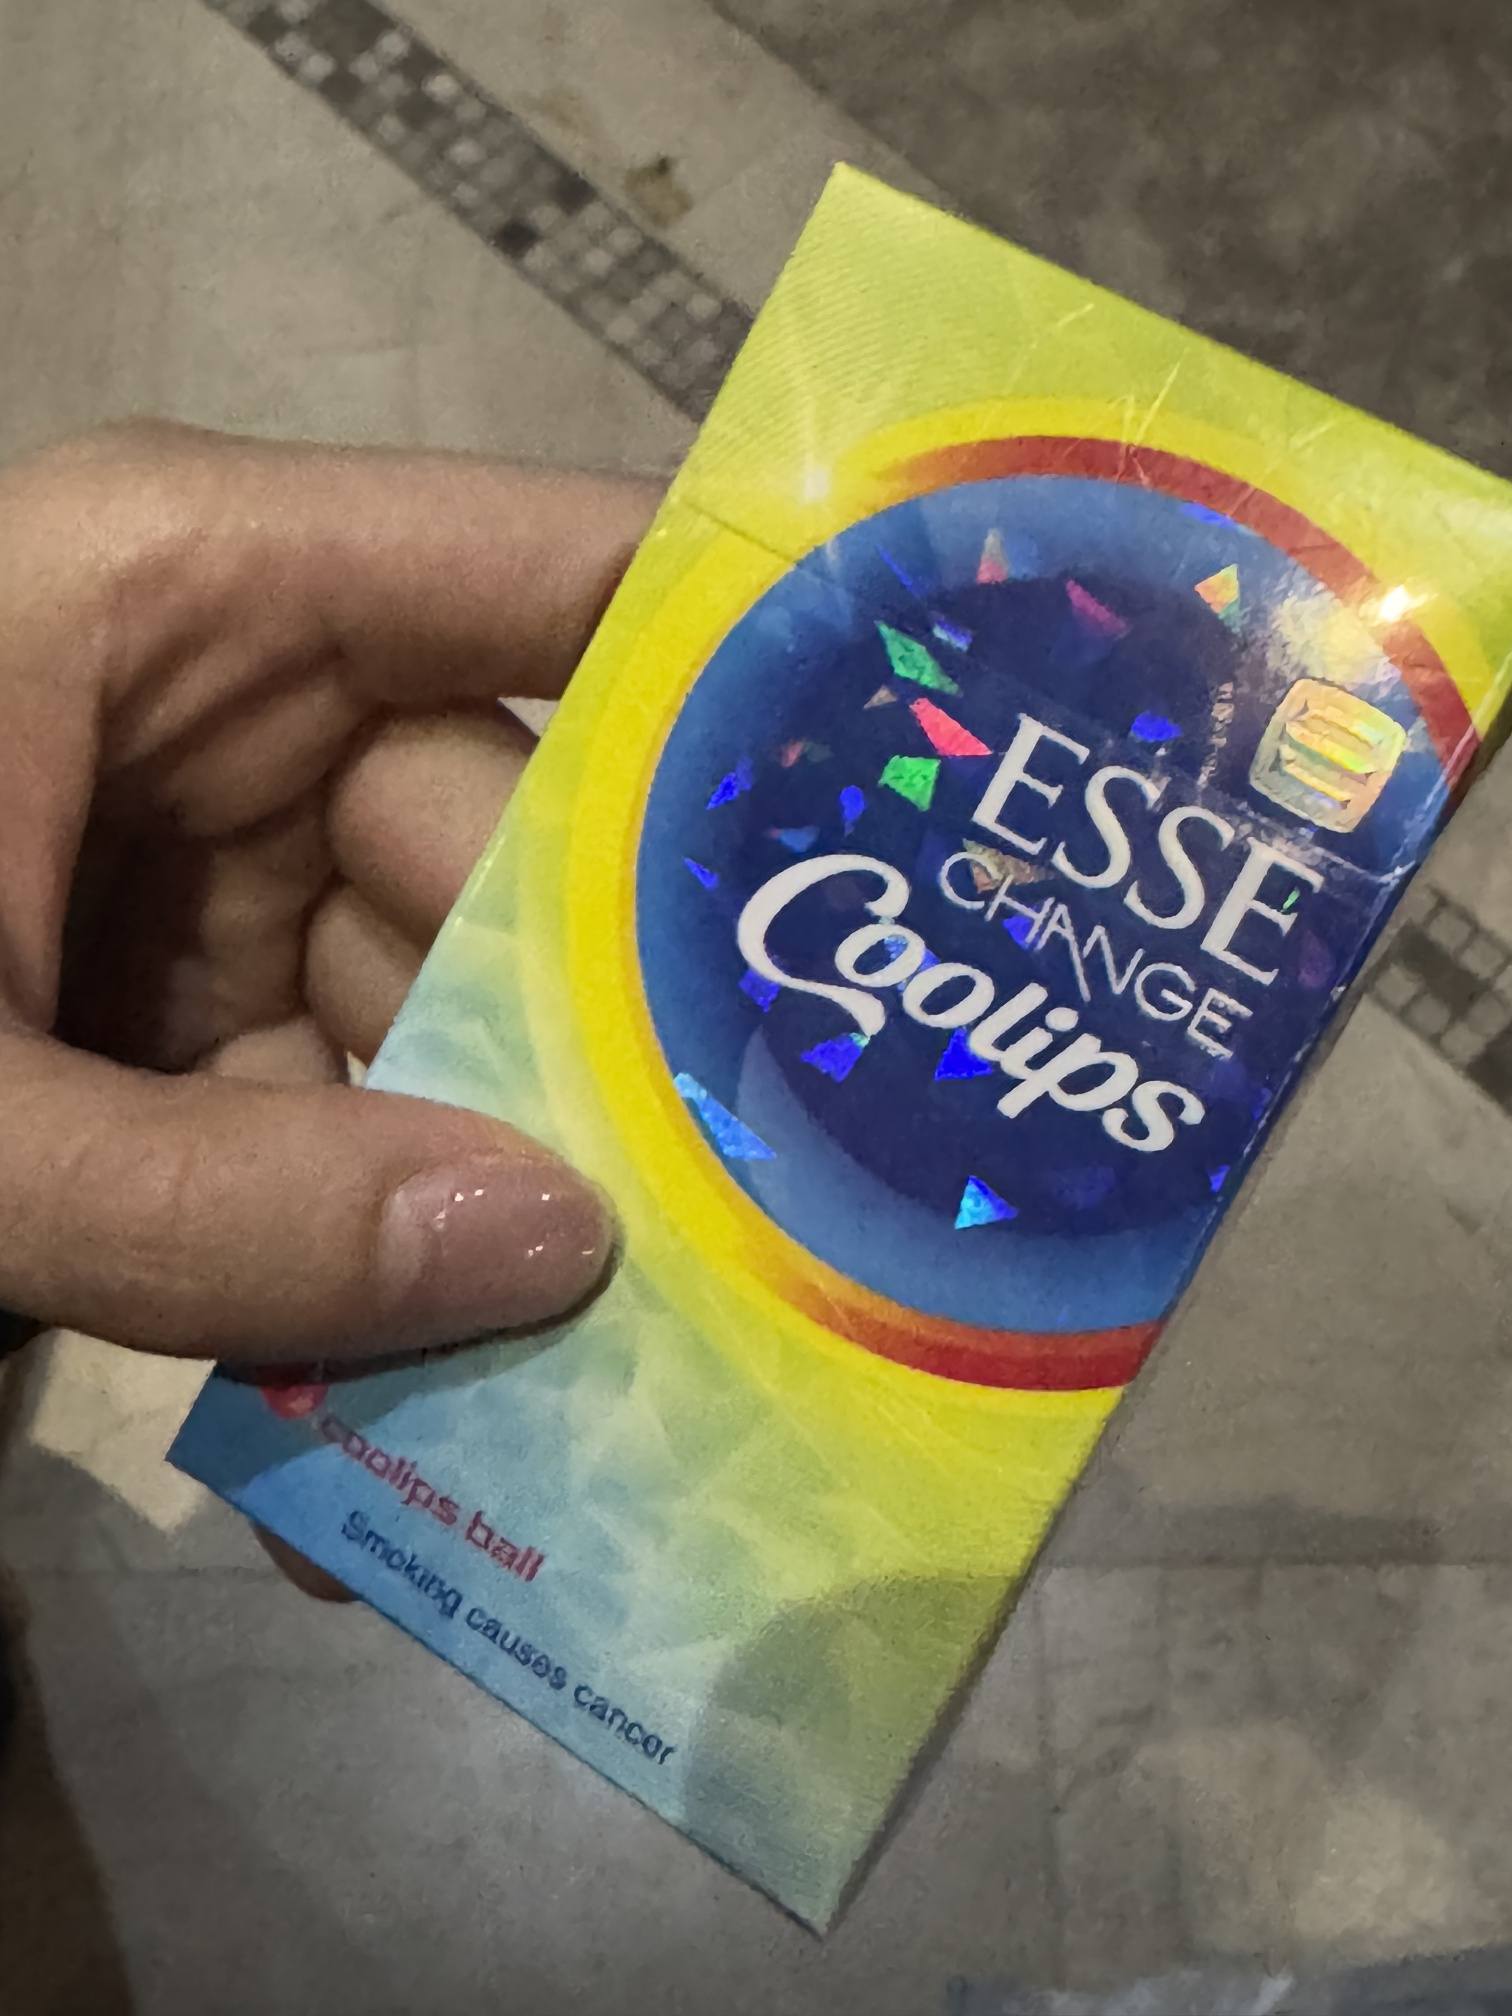 ESSE
CHANGE
Coolips
coolips ball
Smoking causes cancer